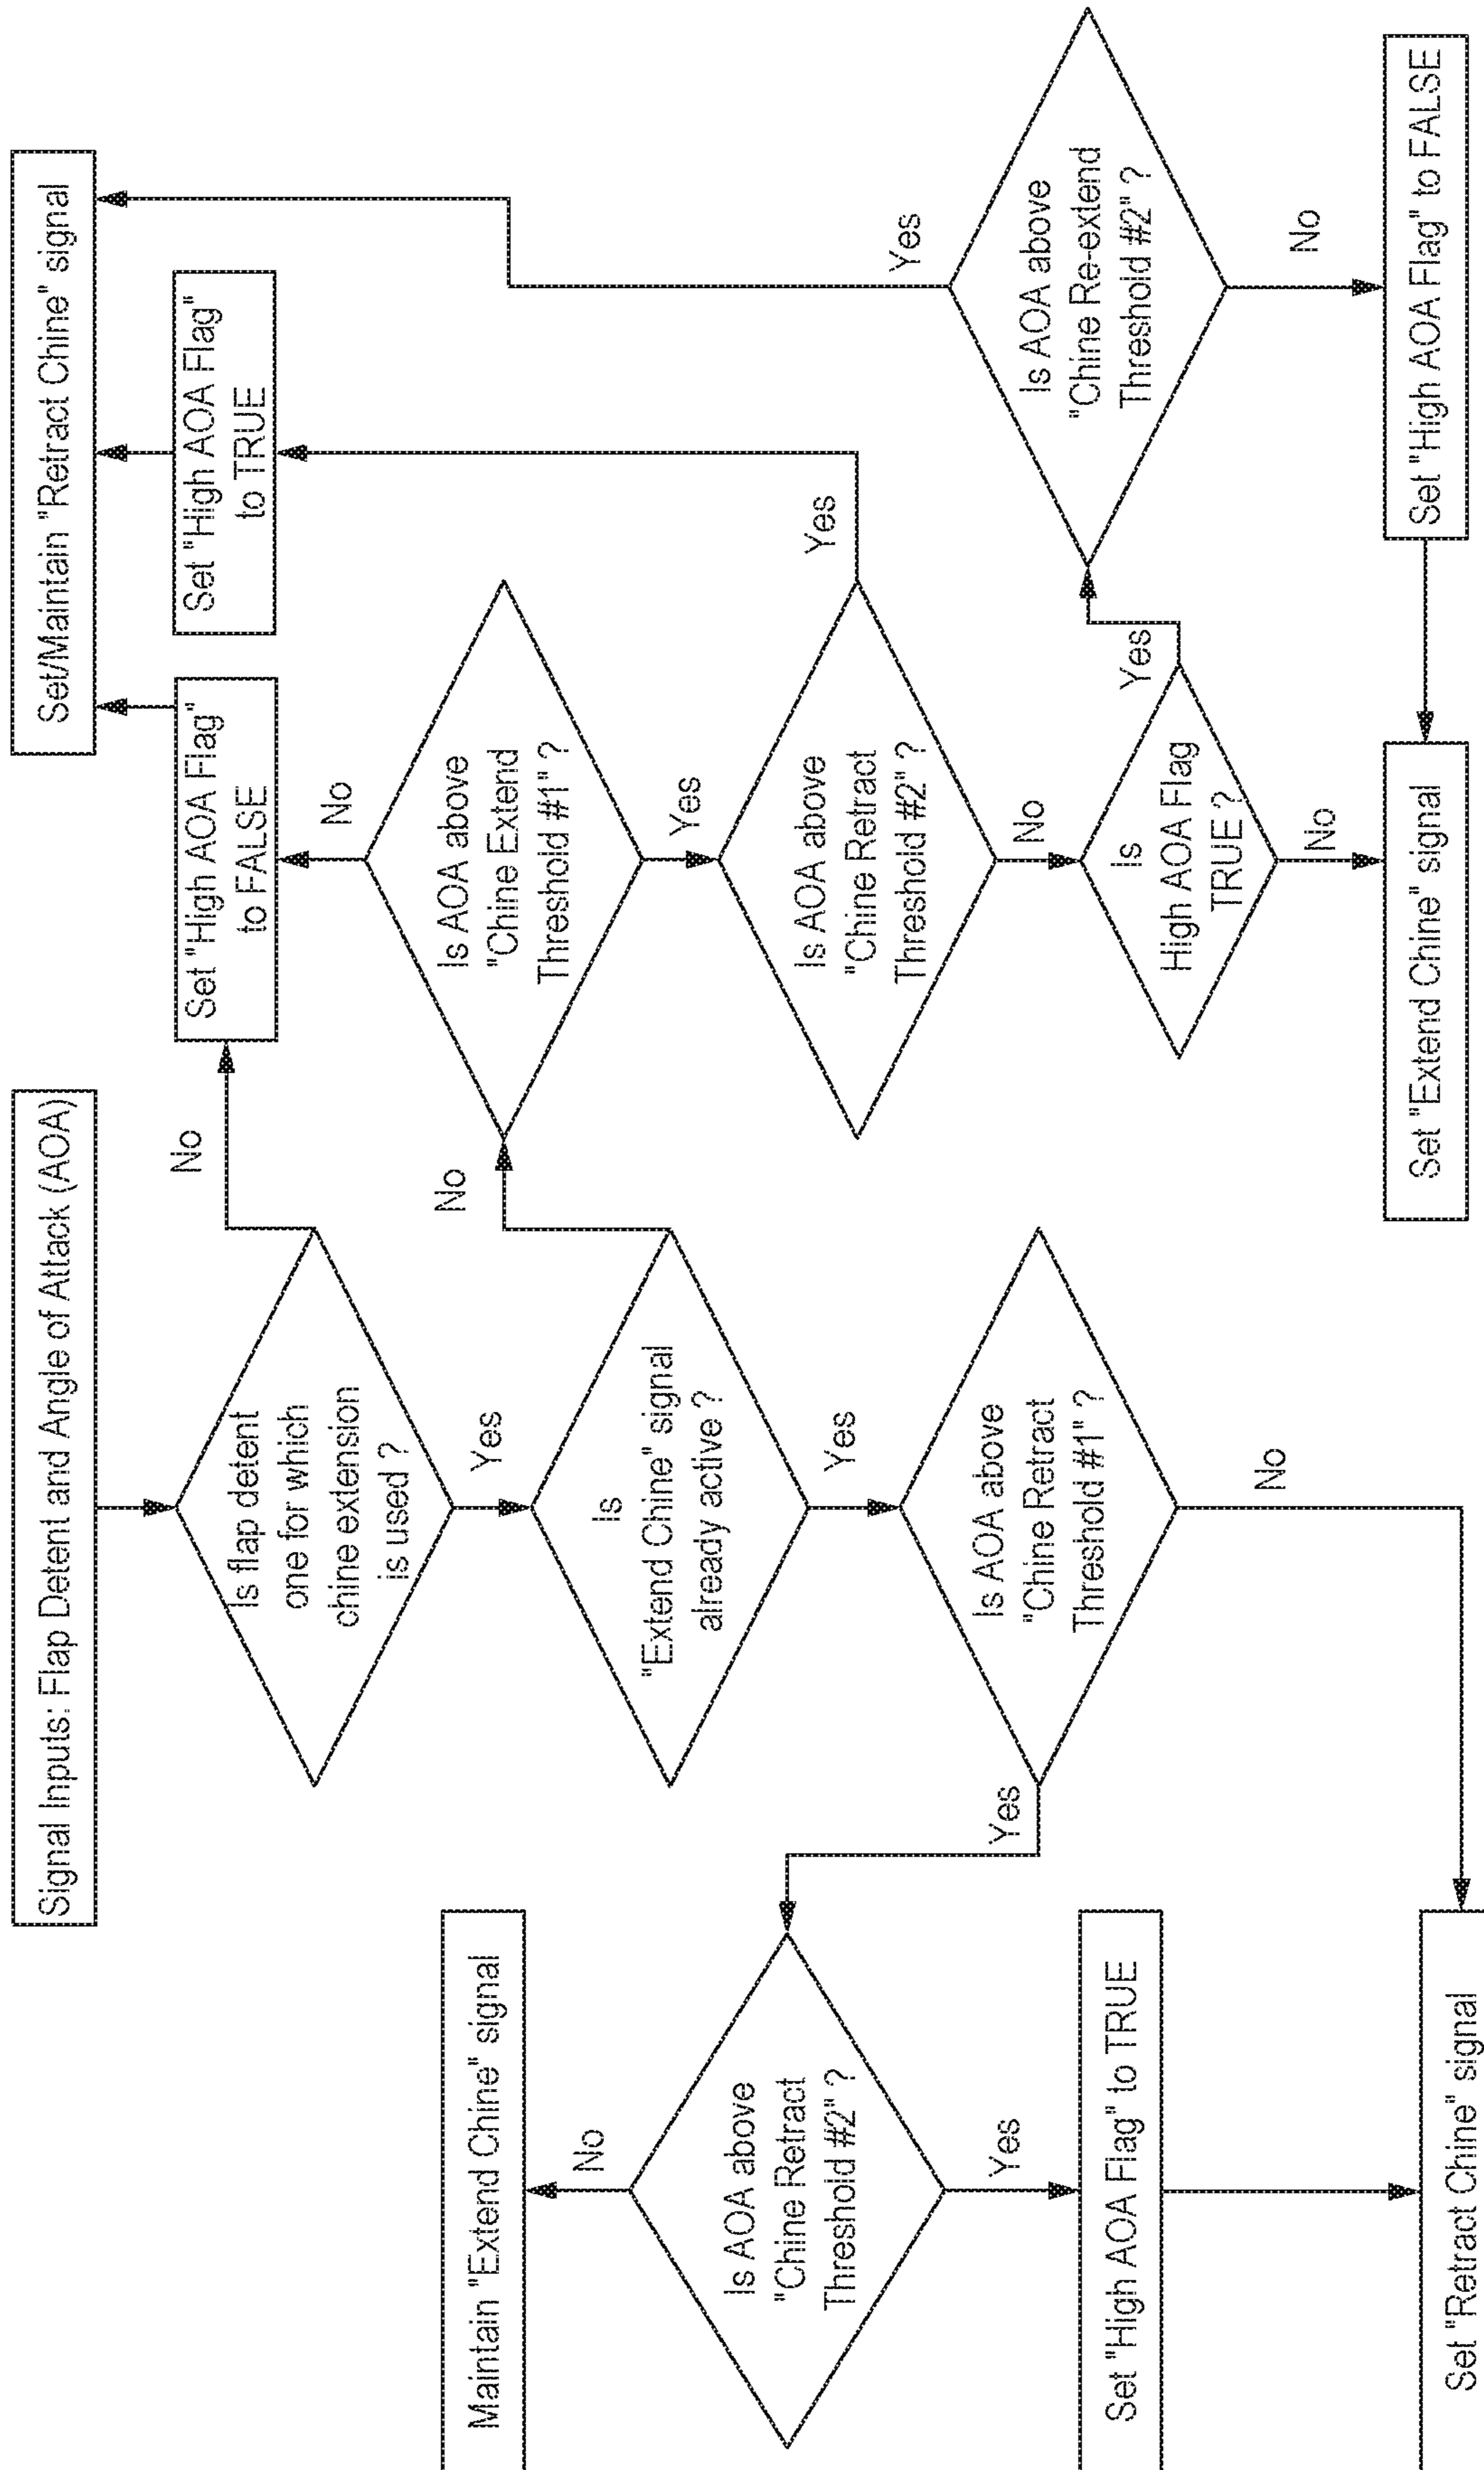 Signal Inputs: Flap Detent and Angle of Attack (AOA)
Is flap detent
one for which
chine extension
is used ?
No
Yes
Is
"Extend Chine" signal
already active ?
No
Yes
Is AOA above
"Chine Retract
Threshold #1" ?
Yes
No
Maintain "Extend Chine" signal
No
Is AOA above
"Chine Retract
Threshold #2" ?
Yes
Set "High AOA Flag" to TRUE
Set "Retract Chine" signal
Set/Maintain "Retract Chine" signal
Set "High AOA Flag"
to FALSE
Set "High AOA Flag"
to TRUE
No
Is AOA above
"Chine Extend
Threshold #1" ?
Yes
Is AOA above
"Chine Retract
Threshold #2" ?
Yes
No
Is
High AOA Flag
TRUE ?
Yes
No
Yes
Is AOA above
"Chine Re-extend
Threshold #2" ?
No
Set "Extend Chine" signal
Set "High AOA Flag" to FALSE